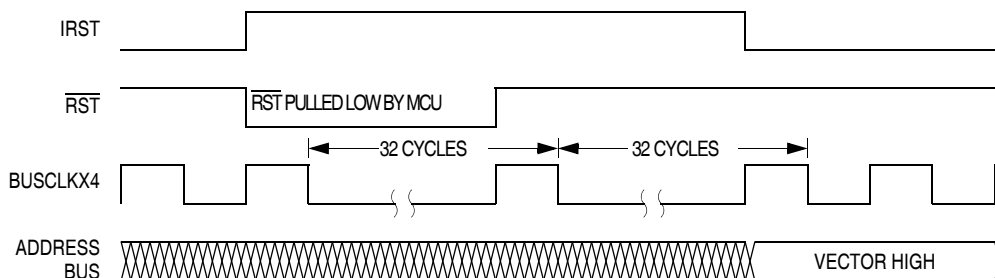 IRST
RST
RST PULLED LOW BY MCU
32 CYCLES
32 CYCLES
BUSCLKX4
ADDRESS
BUS
VECTOR HIGH